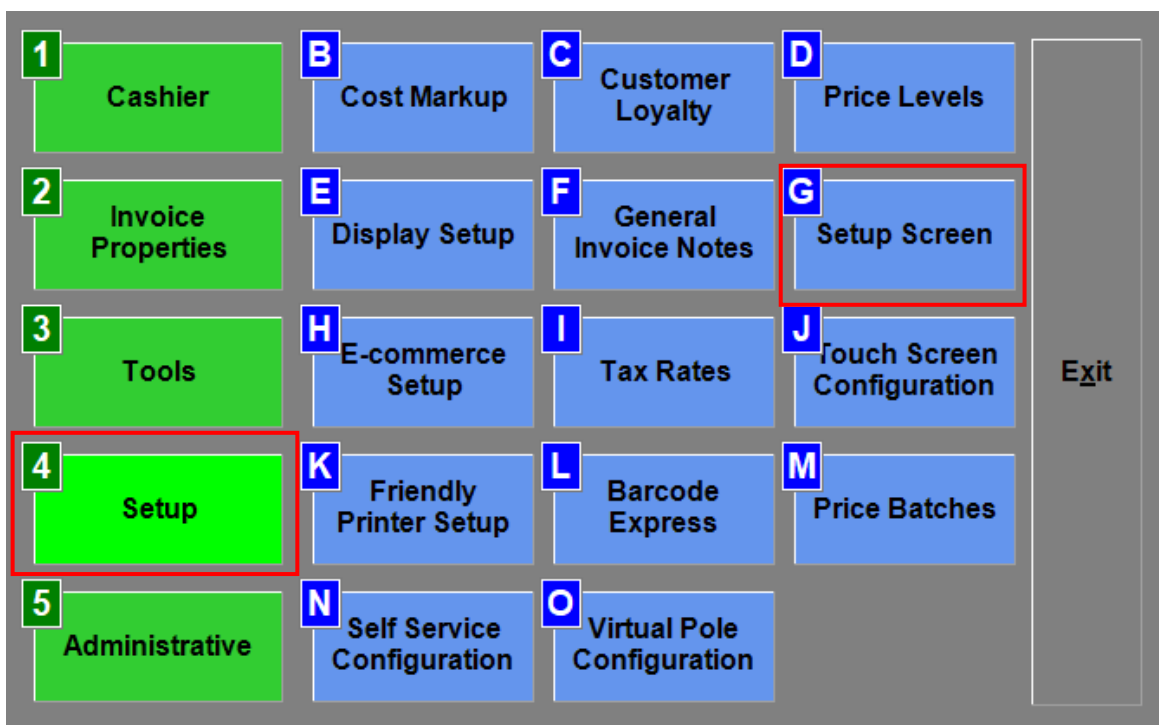 1
Cashier
B
Cost Markup
C
Customer
Loyalty
D
Price Levels
2
Invoice
Properties
E
Display Setup
F
General
Invoice Notes
G
Setup Screen
3
Tools
H
E-commerce
Setup
I
Tax Rates
J
Touch Screen
Configuration
Exit
4
Setup
K
Friendly
Printer Setup
L
Barcode
Express
M
Price Batches
5
Administrative
N
Self Service
Configuration
O
Virtual Pole
Configuration